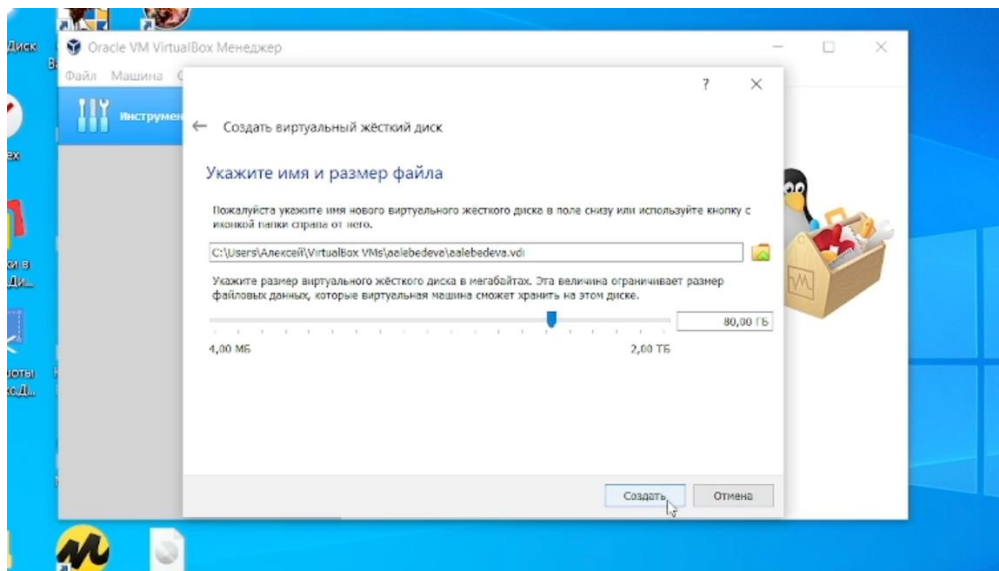 Диск
Oracle VM VirtualBox Менеджер
Файл Машина
?
Инструмен
Создать виртуальный жёсткий диск
Укажите имя и размер файла
Пожалуйста укажите имя нового виртуального жесткого диска в поле снизу или используйте кнопку с
иконкой папки справа от него.
C:\Users\Алексей\VirtualBox VMs\aalebedeva\aalebedeva.vdi
Укажите размер виртуального жёсткого диска в мегабайтах. Эта величина ограничивает размер
файловых данных, которые виртуальная машина сможет хранить на этом диске.
80,00 ГБ
4,00 МБ
2,00 ТБ
Создать
Отмена